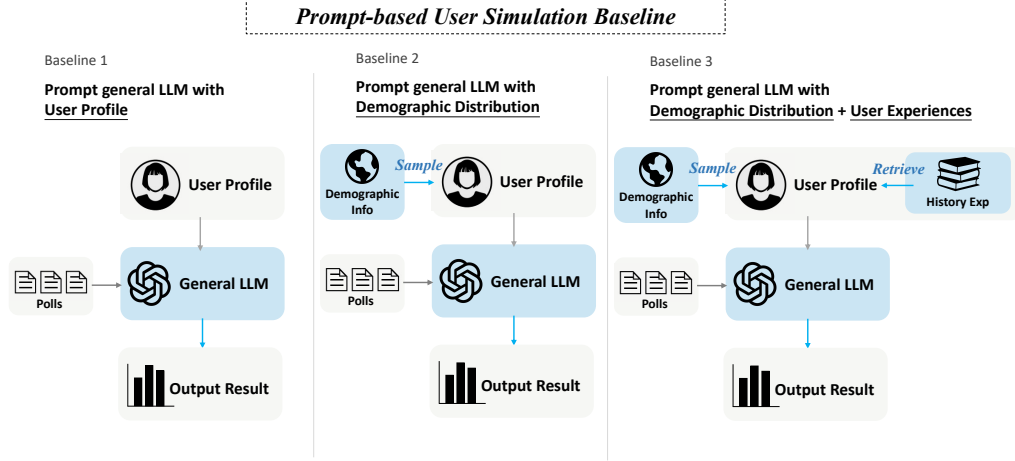 Prompt-based User Simulation Baseline
Baseline 1
Prompt general LLM with
User Profile
User Profile
Polls
General LLM
Output Result
Baseline 2
Prompt general LLM with
Demographic Distribution
Demographic
Info
Sample
User Profile
Polls
General LLM
Output Result
Baseline 3
Prompt general LLM with
Demographic Distribution + User Experiences
Demographic
Info
Sample
User Profile
Retrieve
History Exp
Polls
General LLM
Output Result